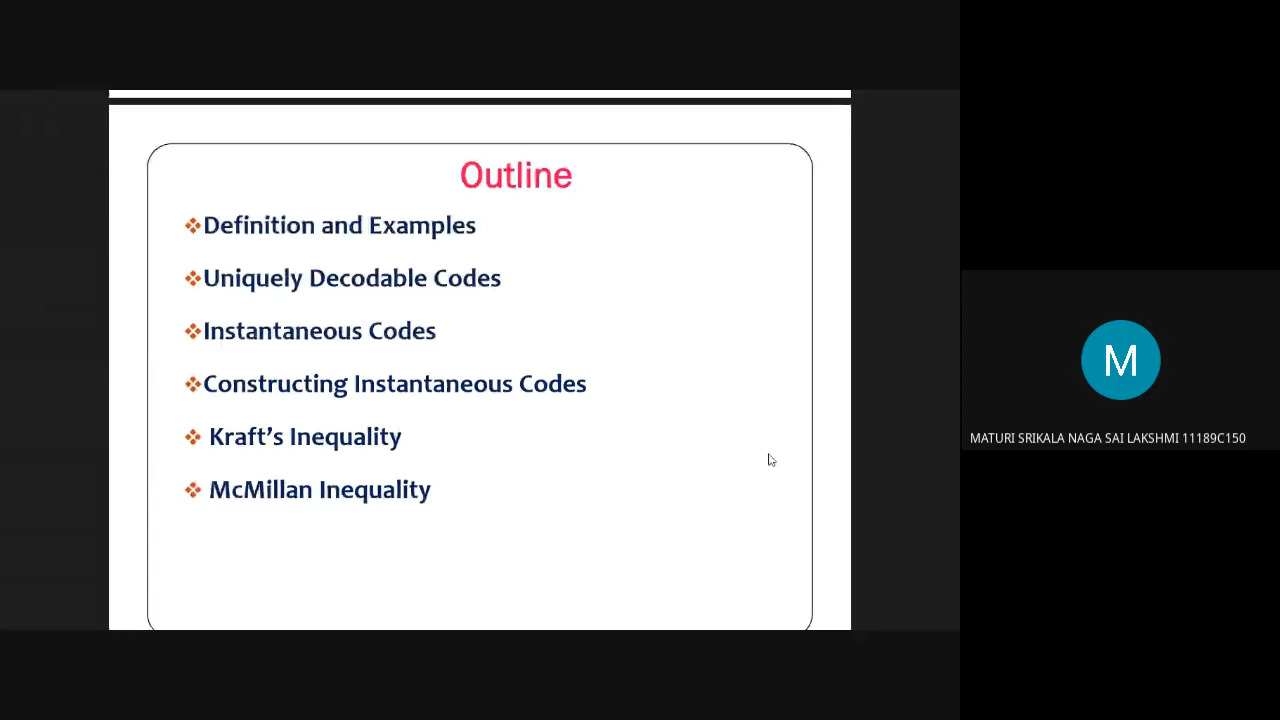 Outline
Definition and Examples
Uniquely Decodable Codes
Instantaneous Codes
Constructing Instantaneous Codes
Kraft’s Inequality
McMillan Inequality
M
MATURI SRIKALA NAGA SAI LAKSHMI 11189C150